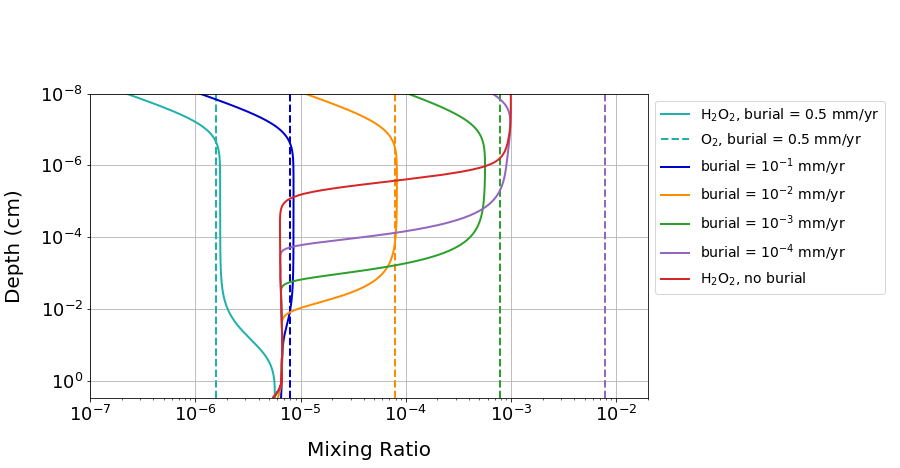 10⁻⁸
10⁻⁶
10⁻⁴
10⁻²
10⁰
Depth (cm)
10⁻⁷
10⁻⁶
10⁻⁵
10⁻⁴
10⁻³
10⁻²
Mixing Ratio
H₂O₂, burial = 0.5 mm/yr
O₂, burial = 0.5 mm/yr
burial = 10⁻¹ mm/yr
burial = 10⁻² mm/yr
burial = 10⁻³ mm/yr
burial = 10⁻⁴ mm/yr
H₂O₂, no burial